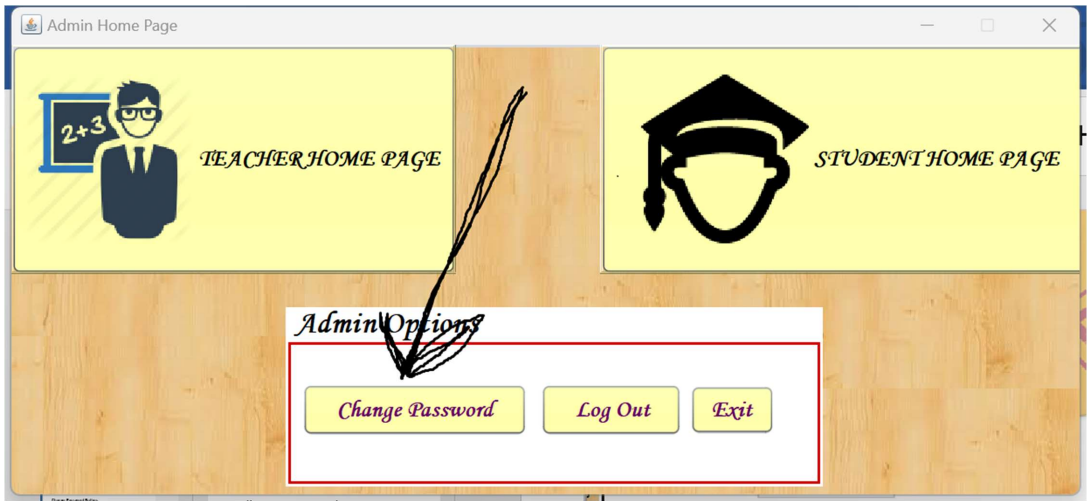 Admin Home Page
2+3
TEACHER HOME PAGE
STUDENT HOME PAGE
Admin Options
Change Password
Log Out
Exit